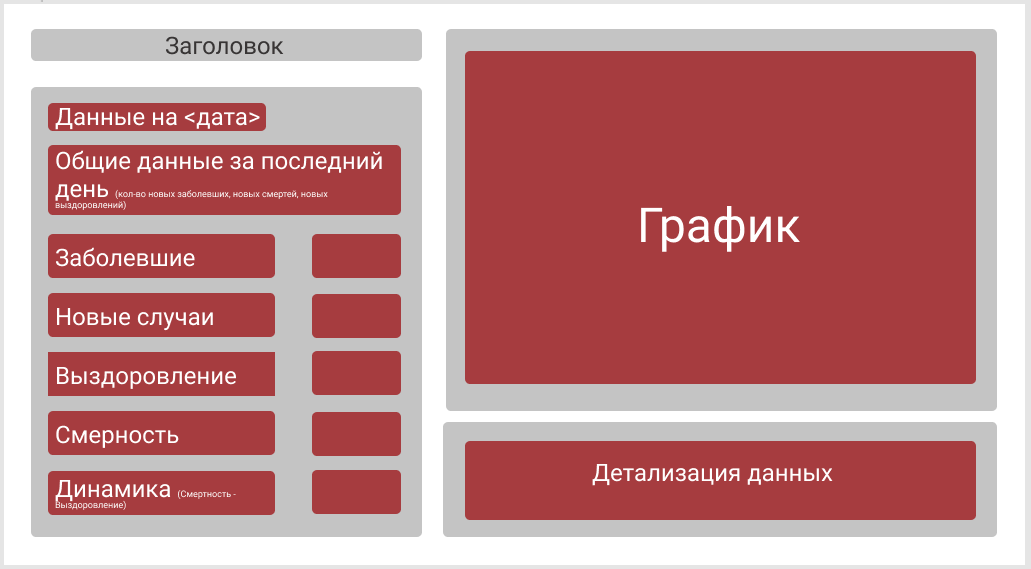 Заголовок
Данные на <дата>
Общие данные за последний
день (кол-во новых заболевших, новых смертей, новых
выздоровлений)
Заболевшие
Новые случаи
Выздоровление
Смерность
Динамика (Смертность -
Выздоровление)
График
Детализация данных